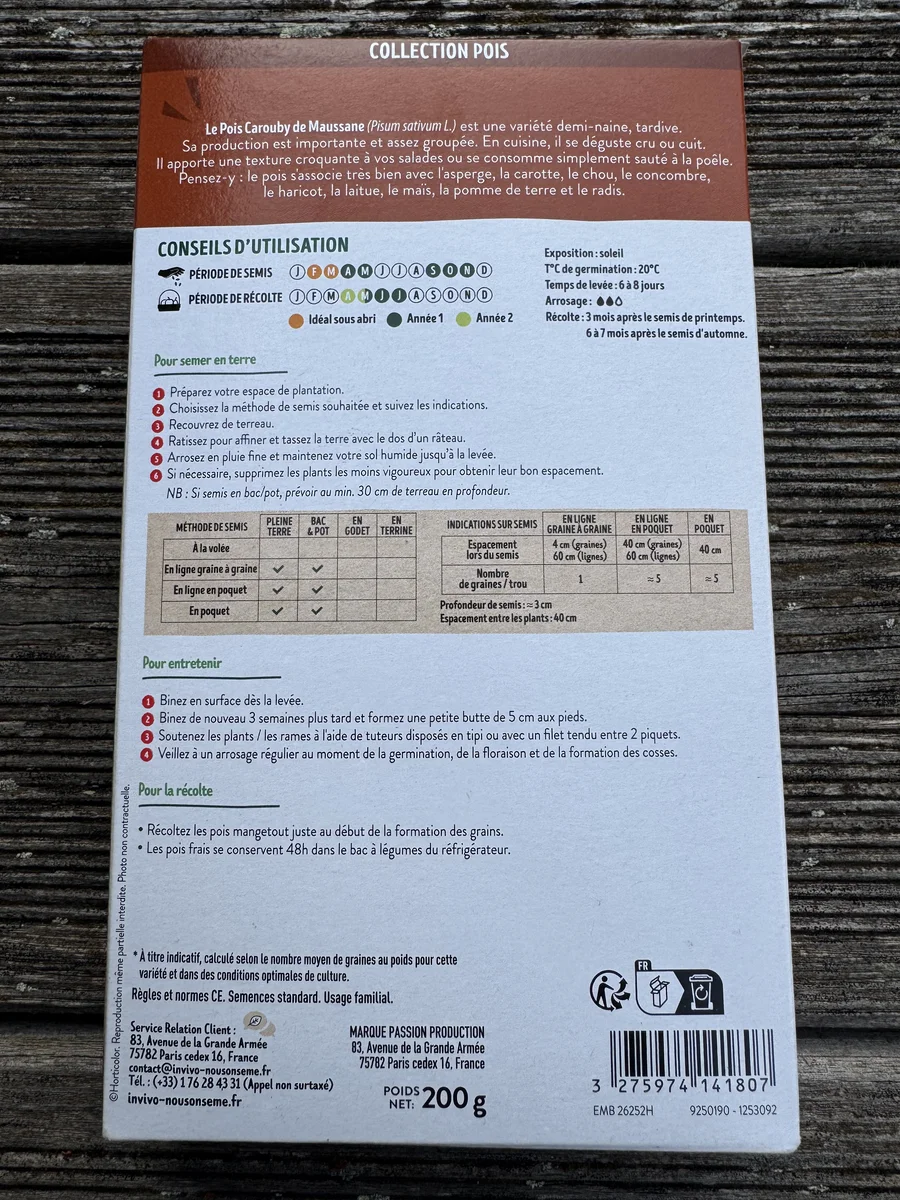 COLLECTION POIS
Le Pois Carouby de Maussane (Pisum sativum L.) est une variété demi-naine, tardive.
Sa production est importante et assez groupée. En cuisine, il se déguste cru ou cuit.
Il apporte une texture croquante à vos salades ou se consomme simplement sauté à la poêle.
Pensez-y : le pois s'associe très bien avec l'asperge, la carotte, le chou, le concombre,
le haricot, la laitue, le maïs, la pomme de terre et le radis.
CONSEILS D'UTILISATION
PÉRIODE DE SEMIS J F M A M J J A S O N D
PÉRIODE DE RÉCOLTE J F M A M J J A S O N D
Idéal sous abri Année 1 Année 2
Exposition : soleil
T°C de germination : 20°C
Temps de levée : 6 à 8 jours
Arrosage :
Récolte : 3 mois après le semis de printemps.
6 à 7 mois après le semis d'automne.
Pour semer en terre
1 Préparez votre espace de plantation.
2 Choisissez la méthode de semis souhaitée et suivez les indications.
3 Recouvrez de terreau.
4 Ratissez pour affiner et tassez la terre avec le dos d'un râteau.
5 Arrosez en pluie fine et maintenez votre sol humide jusqu'à la levée.
6 Si nécessaire, supprimez les plants les moins vigoureux pour obtenir leur bon espacement.
NB : Si semis en bac/pot, prévoir au min. 30 cm de terreau en profondeur.
MÉTHODE DE SEMIS PLEINE TERRE BAC & POT EN GODET EN TERRINE
À la volée
En ligne graine à graine ✓ ✓
En ligne en poquet ✓ ✓
En poquet ✓ ✓
INDICATIONS SUR SEMIS EN LIGNE GRAINE À GRAINE EN LIGNE EN POQUET EN POQUET
Espacement lors du semis 4 cm (graines) 60 cm (lignes) 40 cm (graines) 60 cm (lignes) 40 cm
Nombre de graines / trou 1 ≈ 5 ≈ 5
Profondeur de semis : ≈ 3 cm
Espacement entre les plants : 40 cm
Pour entretenir
1 Binez en surface dès la levée.
2 Binez de nouveau 3 semaines plus tard et formez une petite butte de 5 cm aux pieds.
3 Soutenez les plants / les rames à l'aide de tuteurs disposés en tipi ou avec un filet tendu entre 2 piquets.
4 Veillez à un arrosage régulier au moment de la germination, de la floraison et de la formation des cosses.
Pour la récolte
• Récoltez les pois mangetout juste au début de la formation des grains.
• Les pois frais se conservent 48h dans le bac à légumes du réfrigérateur.
©Horticolor. Reproduction même partielle interdite. Photo non contractuelle.
* À titre indicatif, calculé selon le nombre moyen de graines au poids pour cette
variété et dans des conditions optimales de culture.
Règles et normes CE. Semences standard. Usage familial.
Service Relation Client :
83, Avenue de la Grande Armée
75782 Paris cedex 16, France
contact@invivo-nousonseme.fr
Tél. : (+33) 1 76 28 43 31 (Appel non surtaxé)
invivo-nousonseme.fr
MARQUE PASSION PRODUCTION
83, Avenue de la Grande Armée
75782 Paris cedex 16, France
POIDS NET: 200 g
FR
3 275974 141807
EMB 26252H 9250190 - 1253092